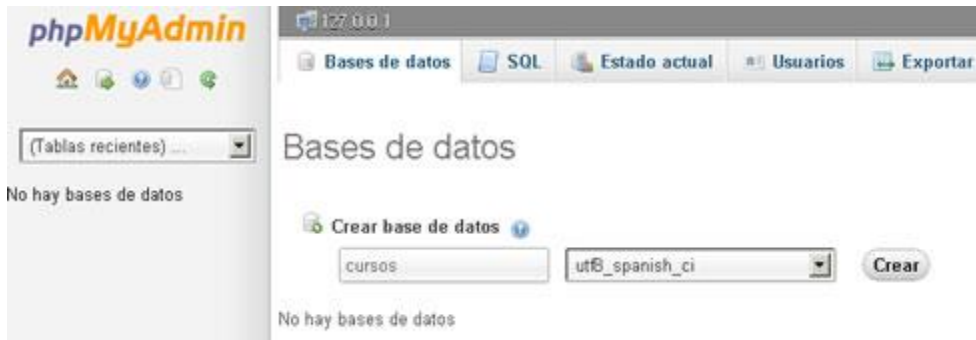 phpMyAdmin
127.0.0.1
Bases de datos SQL Estado actual Usuarios Exportar
(Tablas recientes) ...
No hay bases de datos
Bases de datos
Crear base de datos
cursos utf8_spanish_ci Crear
No hay bases de datos